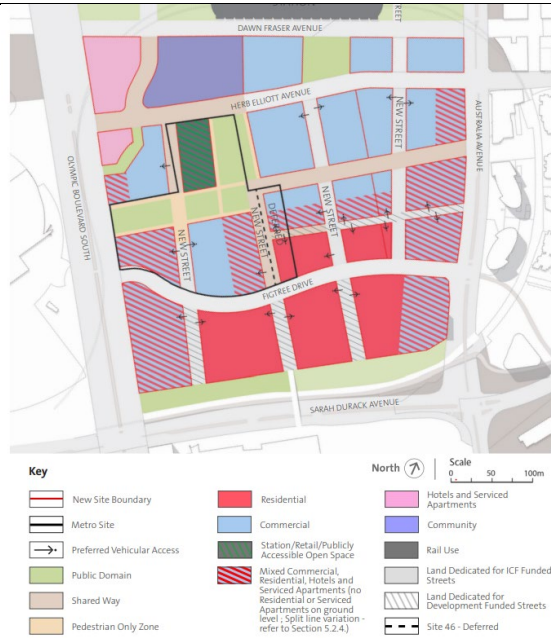 STATION
STREET
DAWN FRASER AVENUE
HERB ELLIOTT AVENUE
NEW STREET
AUSTRALIA AVENUE
OLYMPIC BOULEVARD SOUTH
NEW STREET
DEFERRED
NEW STREET
NEW STREET
FIGTREE DRIVE
SARAH DURACK AVENUE
Key
North
Scale
0 50 100m
New Site Boundary
Metro Site
Preferred Vehicular Access
Public Domain
Shared Way
Pedestrian Only Zone
Residential
Commercial
Station/Retail/Publicly
Accessible Open Space
Mixed Commercial,
Residential, Hotels and
Serviced Apartments (no
Residential or Serviced
Apartments on ground
level ; Split line variation -
refer to Section 5.2.4.)
Hotels and Serviced
Apartments
Community
Rail Use
Land Dedicated for ICF Funded
Streets
Land Dedicated for
Development Funded Streets
Site 46 - Deferred